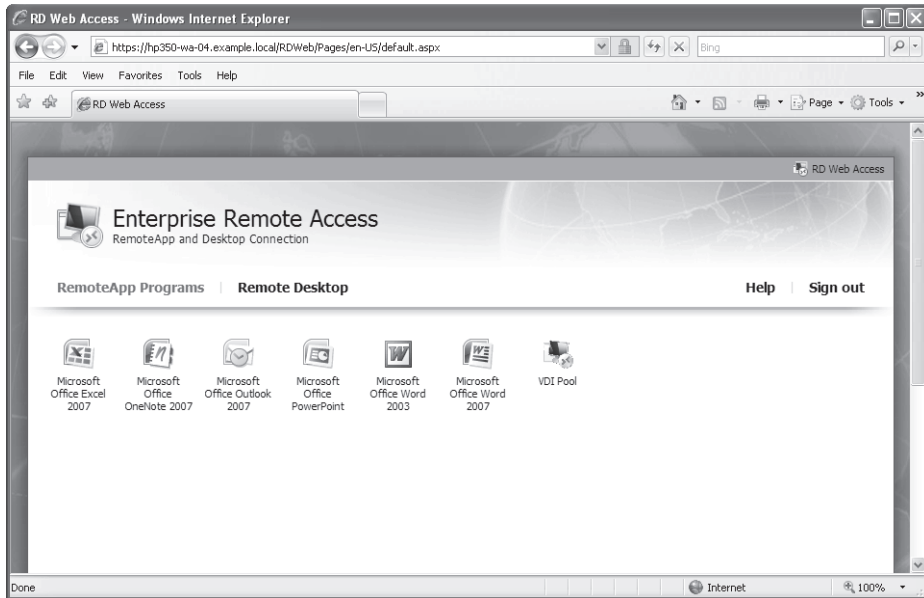 RD Web Access - Windows Internet Explorer
https://hp350-wa-04.example.local/RDWeb/Pages/en-US/default.aspx
Bing
File Edit View Favorites Tools Help
RD Web Access
Page Tools »
RD Web Access
Enterprise Remote Access
RemoteApp and Desktop Connection
RemoteApp Programs | Remote Desktop
Help | Sign out
Microsoft
Office Excel
2007
Microsoft
Office
OneNote 2007
Microsoft
Office Outlook
2007
Microsoft
Office
PowerPoint
Microsoft
Office Word
2003
Microsoft
Office Word
2007
VDI Pool
Done
Internet
100%